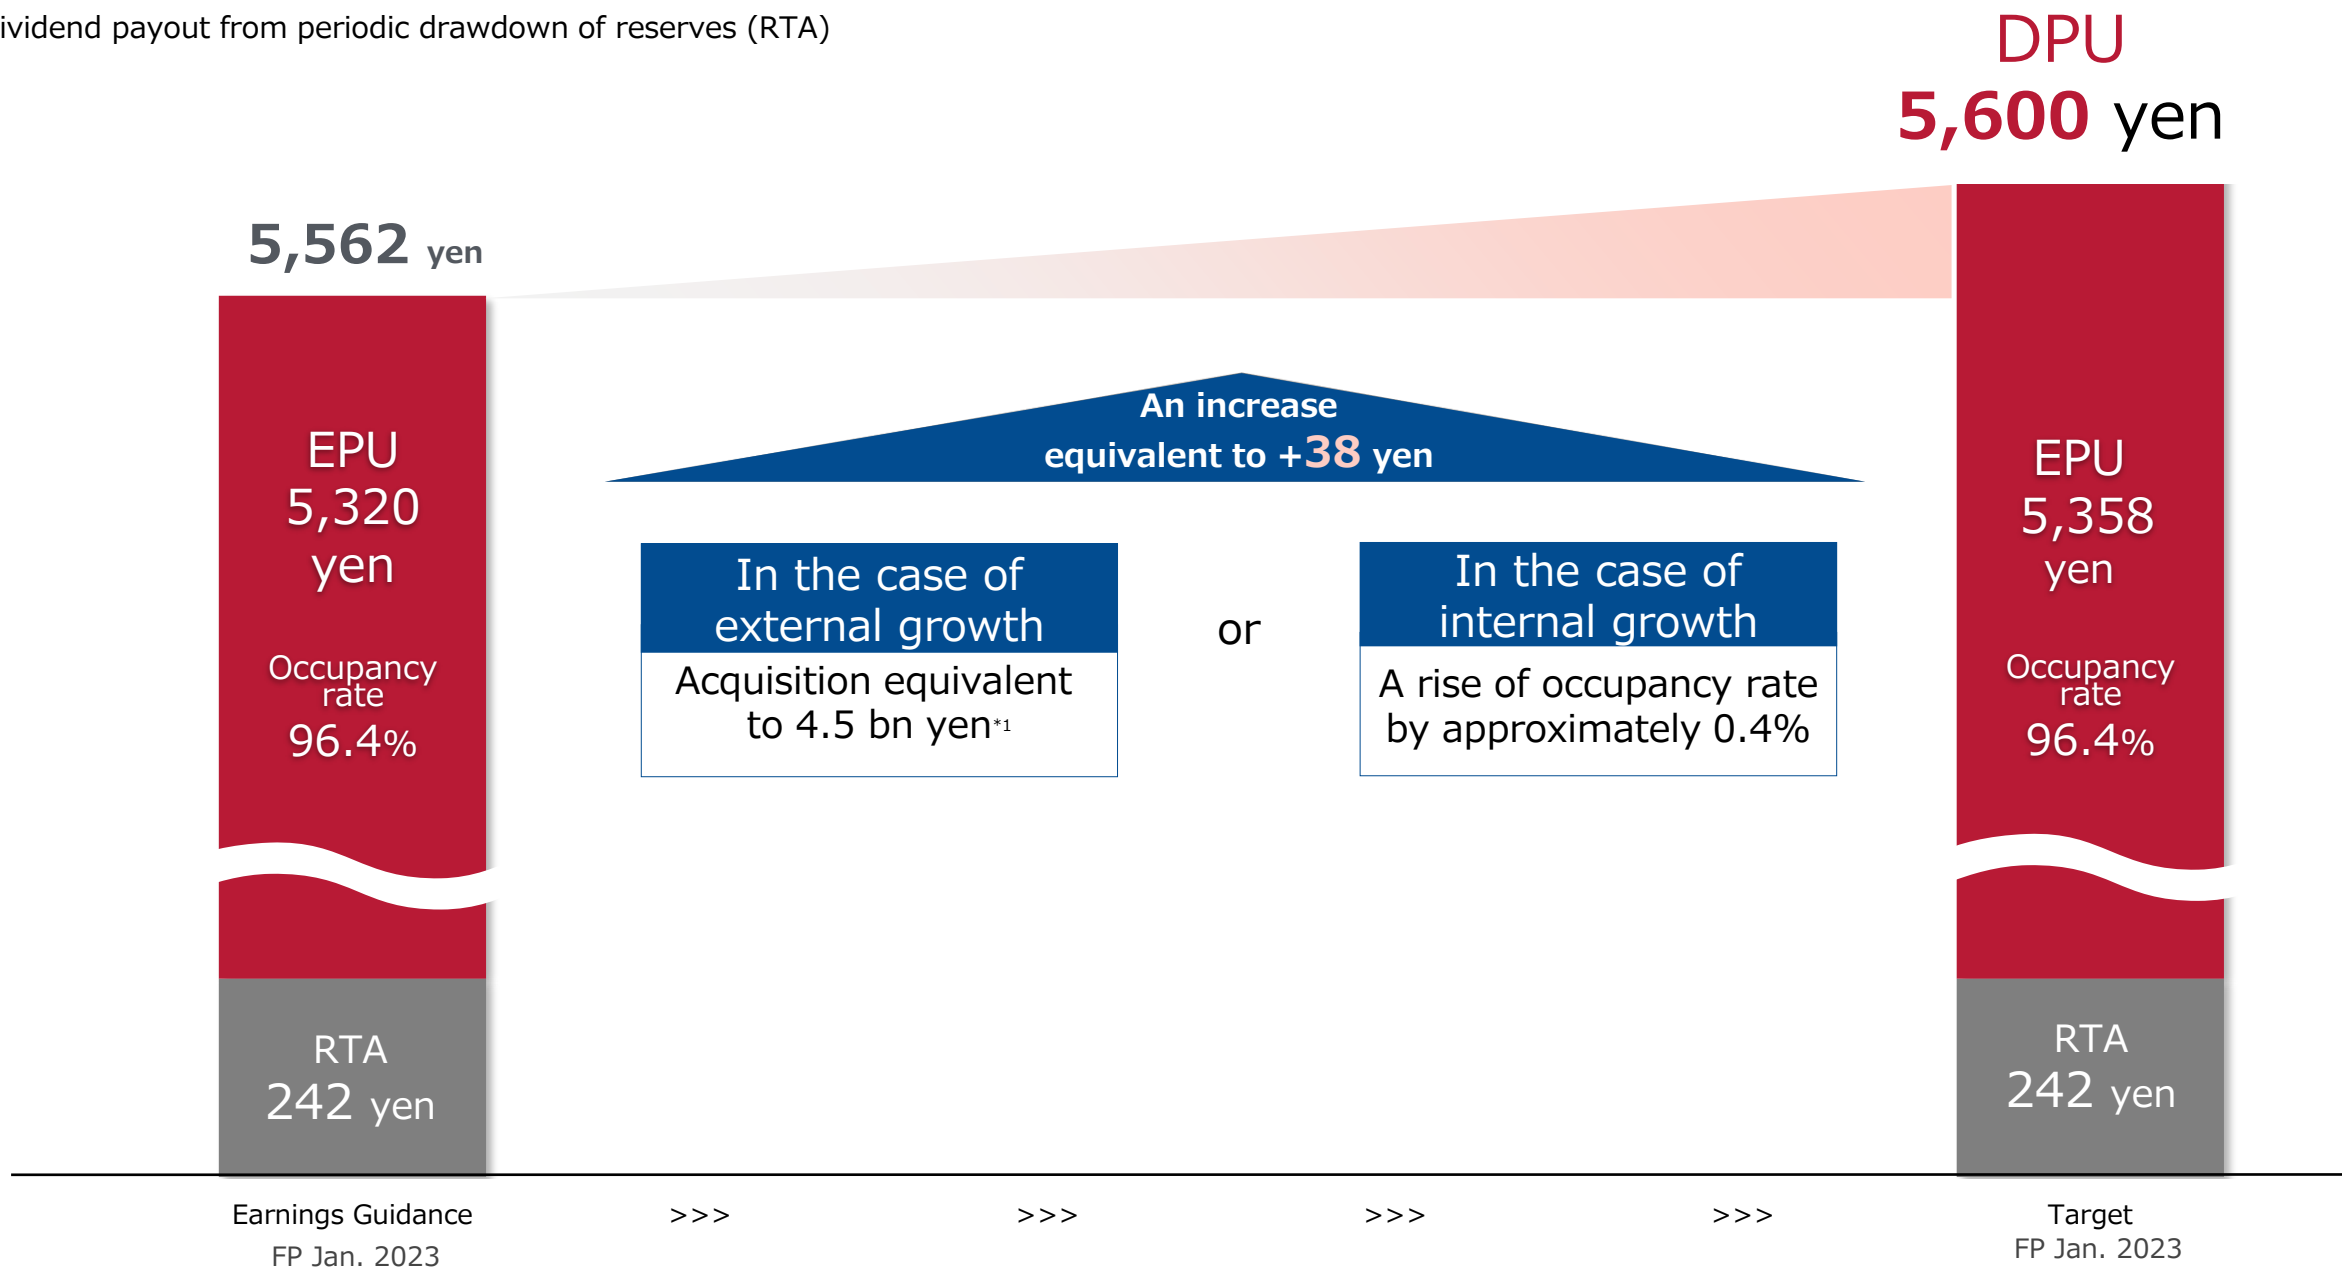 ividend payout from periodic drawdown of reserves (RTA)
DPU
5,600 yen
5,562 yen
EPU
5,320
yen
Occupancy
rate
96.4%
RTA
242 yen
An increase
equivalent to +38 yen
In the case of
external growth
Acquisition equivalent
to 4.5 bn yen*1
or
In the case of
internal growth
A rise of occupancy rate
by approximately 0.4%
EPU
5,358
yen
Occupancy
rate
96.4%
RTA
242 yen
Earnings Guidance
FP Jan. 2023
>>>
>>>
>>>
>>>
Target
FP Jan. 2023